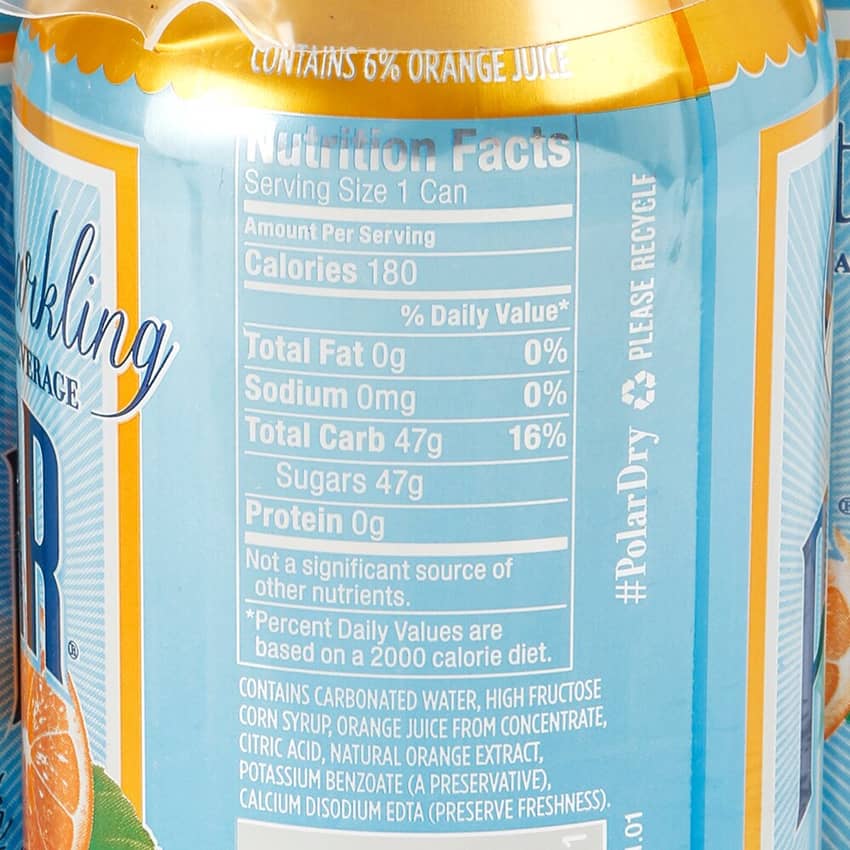 CONTAINS 6% ORANGE JUICE
Nutrition Facts
Serving Size 1 Can
Amount Per Serving
Calories 180
% Daily Value*
Total Fat 0g 0%
Sodium 0mg 0%
Total Carb 47g 16%
Sugars 47g
Protein 0g
Not a significant source of
other nutrients.
*Percent Daily Values are
based on a 2000 calorie diet.
CONTAINS CARBONATED WATER, HIGH FRUCTOSE
CORN SYRUP, ORANGE JUICE FROM CONCENTRATE,
CITRIC ACID, NATURAL ORANGE EXTRACT,
POTASSIUM BENZOATE (A PRESERVATIVE),
CALCIUM DISODIUM EDTA (PRESERVE FRESHNESS).
#PolarDry PLEASE RECYCLE